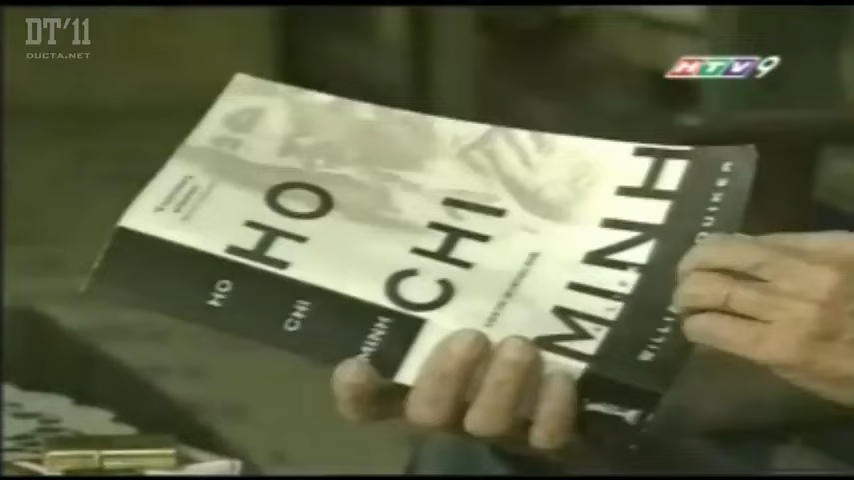 DT'11
DUCTA.NET
HTV9
HO
CHI
MINH
HO
CHI
MINH